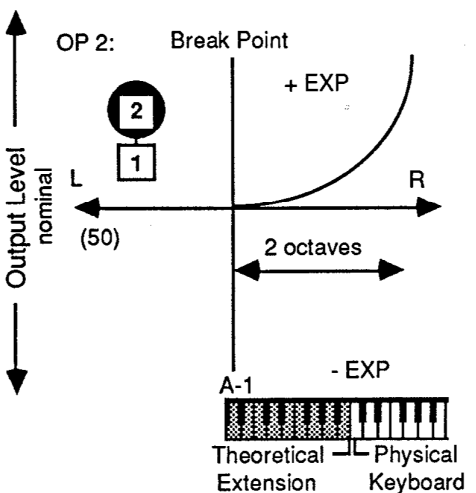 OP 2:
Break Point
+ EXP
2
1
L
R
Output Level
nominal
(50)
2 octaves
- EXP
A-1
Theoretical
Extension
Physical
Keyboard